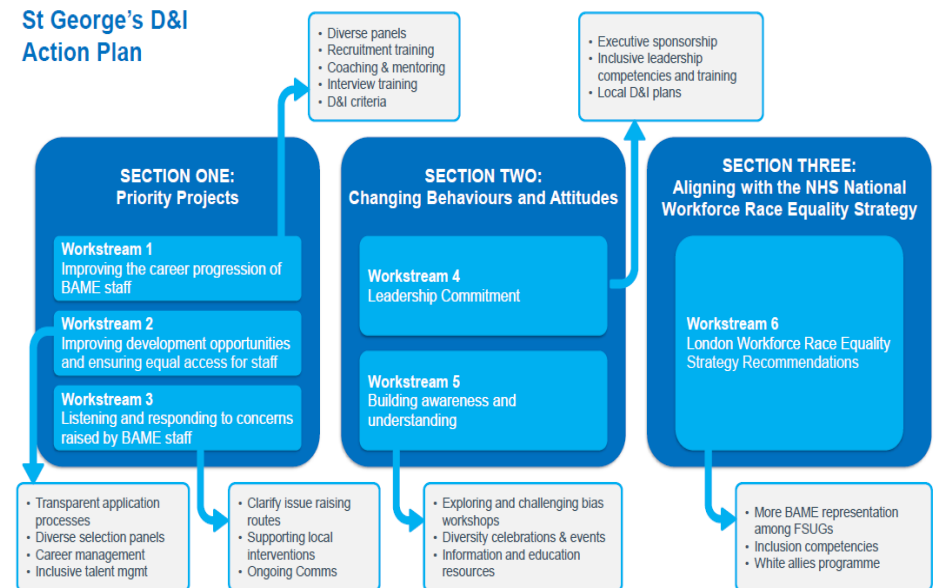 St George's D&I
Action Plan
• Diverse panels
• Recruitment training
• Coaching & mentoring
• Interview training
• D&I criteria
• Executive sponsorship
• Inclusive leadership
competencies and training
• Local D&I plans
SECTION ONE:
Priority Projects
Workstream 1
Improving the career progression of
BAME staff
Workstream 2
Improving development opportunities
and ensuring equal access for staff
Workstream 3
Listening and responding to concerns
raised by BAME staff
SECTION TWO:
Changing Behaviours and Attitudes
Workstream 4
Leadership Commitment
Workstream 5
Building awareness and
understanding
SECTION THREE:
Aligning with the NHS National
Workforce Race Equality Strategy
Workstream 6
London Workforce Race Equality
Strategy Recommendations
• Transparent application
processes
• Diverse selection panels
• Career management
• Inclusive talent mgmt
• Clarify issue raising
routes
• Supporting local
interventions
• Ongoing Comms
• Exploring and challenging bias
workshops
• Diversity celebrations & events
• Information and education
resources
• More BAME representation
among FSUGs
• Inclusion competencies
• White allies programme